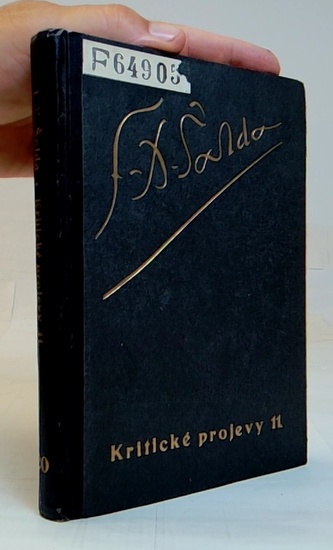 F64905
F·X·Šalda
Kritické projevy 11